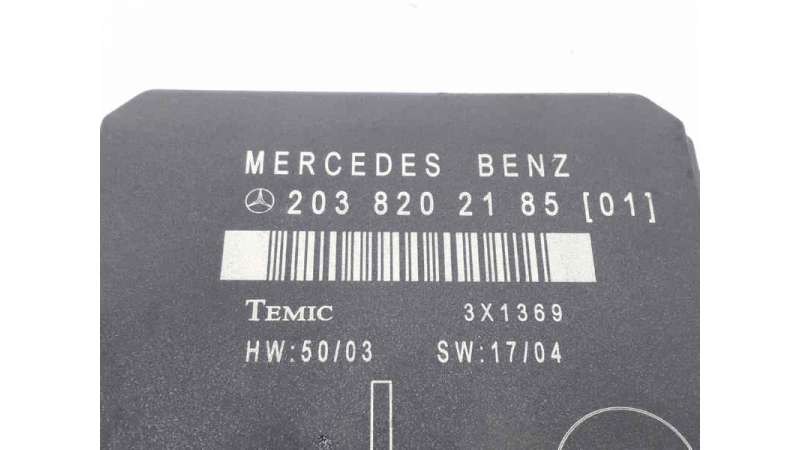 MERCEDES BENZ
203 820 21 85 [01]
TEMIC 3X1369
HW:50/03 SW:17/04